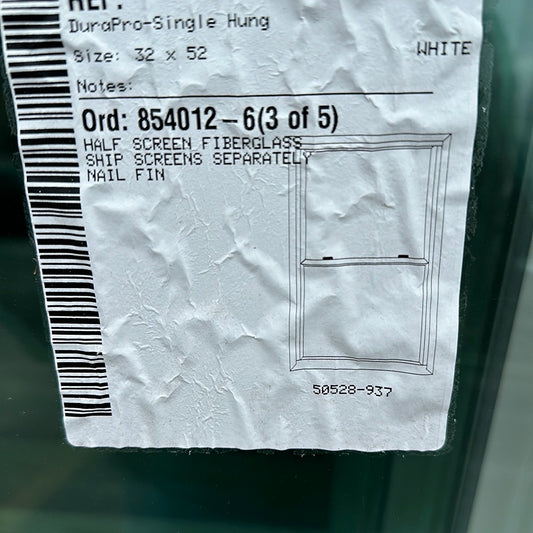 REF:
DuraPro-Single Hung
Size: 32 x 52
WHITE
Notes:
Ord: 854012-6(3 of 5)
HALF SCREEN FIBERGLASS
SHIP SCREENS SEPARATELY
NAIL FIN
50528-937